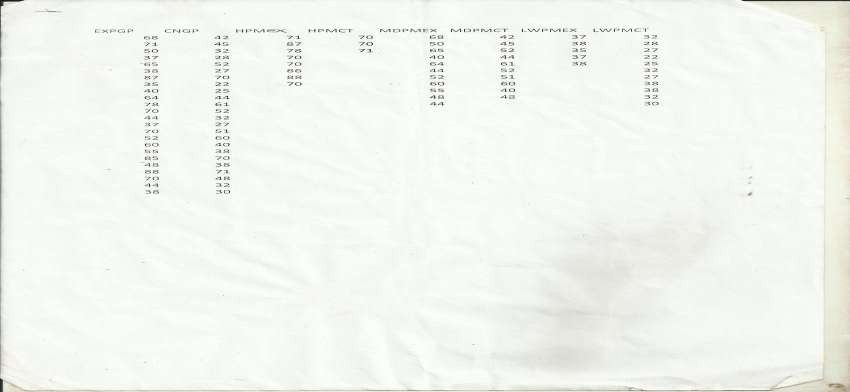 EXPGP CNGP HPMEX HPMCT MDPMEX MDPMCT LWPMEX LWPMCT
68 42 71 70 68 42 37 32
71 45 87 70 50 45 38 28
50 32 78 71 65 52 35 27
37 28 70 40 44 37 22
65 52 70 64 61 38 25
38 27 86 44 52 32
87 70 88 52 51 27
35 22 70 60 60 38
40 25 55 40 38
64 44 48 48 32
78 61 44 30
70 52
44 32
37 27
70 51
52 60
60 40
55 38
85 70
48 38
88 71
70 48
44 32
38 30